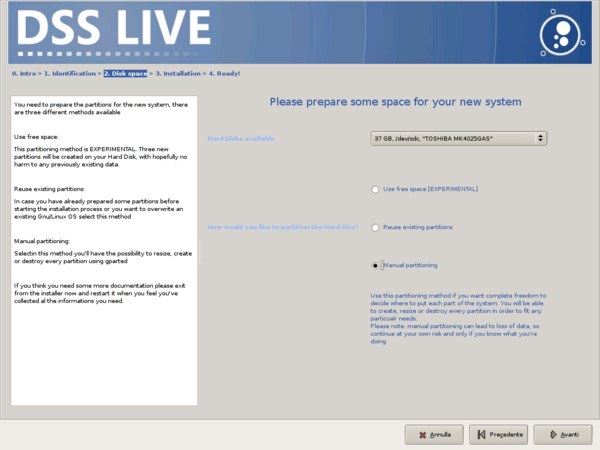 DSS LIVE
0. Intro > 1. Identification > 2. Disk space > 3. Installation > 4. Ready!
You need to prepare the partitions for the new system, there
are three different methods available
Use free space:
This partitioning method is EXPERIMENTAL. Three new
partitions will be created on your Hard Disk, with hopefully no
harm to any previously existing data.
Reuse existing partitions:
In case you have already prepared some partitions before
starting the installation process or you want to overwrite an
existing Gnu/Linux OS select this method
Manual partitioning:
Selectin this method you'll have the possibility to resize, create
or destroy every partition using gparted
If you think you need some more documentation please exit
from the installer now and restart it when you feel you've
collected al the informations you need.
Please prepare some space for your new system
Hard Disks available
37 GB, /dev/sdc, "TOSHIBA MK4025GAS"
How would you like to partition the Hard Disc?
Use free space [EXPERIMENTAL]
Reuse existing partitions
Manual partitioning
Use this partitioning method if you want complete freedom to
decide where to put each part of the system. You will be able
to create, resize or destroy every partition in order to fit any
particualr needs.
Please note: manual partitioning can lead to loss of data, so
continue at your own risk and only if you know what you're
doing.
Annulla
Precedente
Avanti